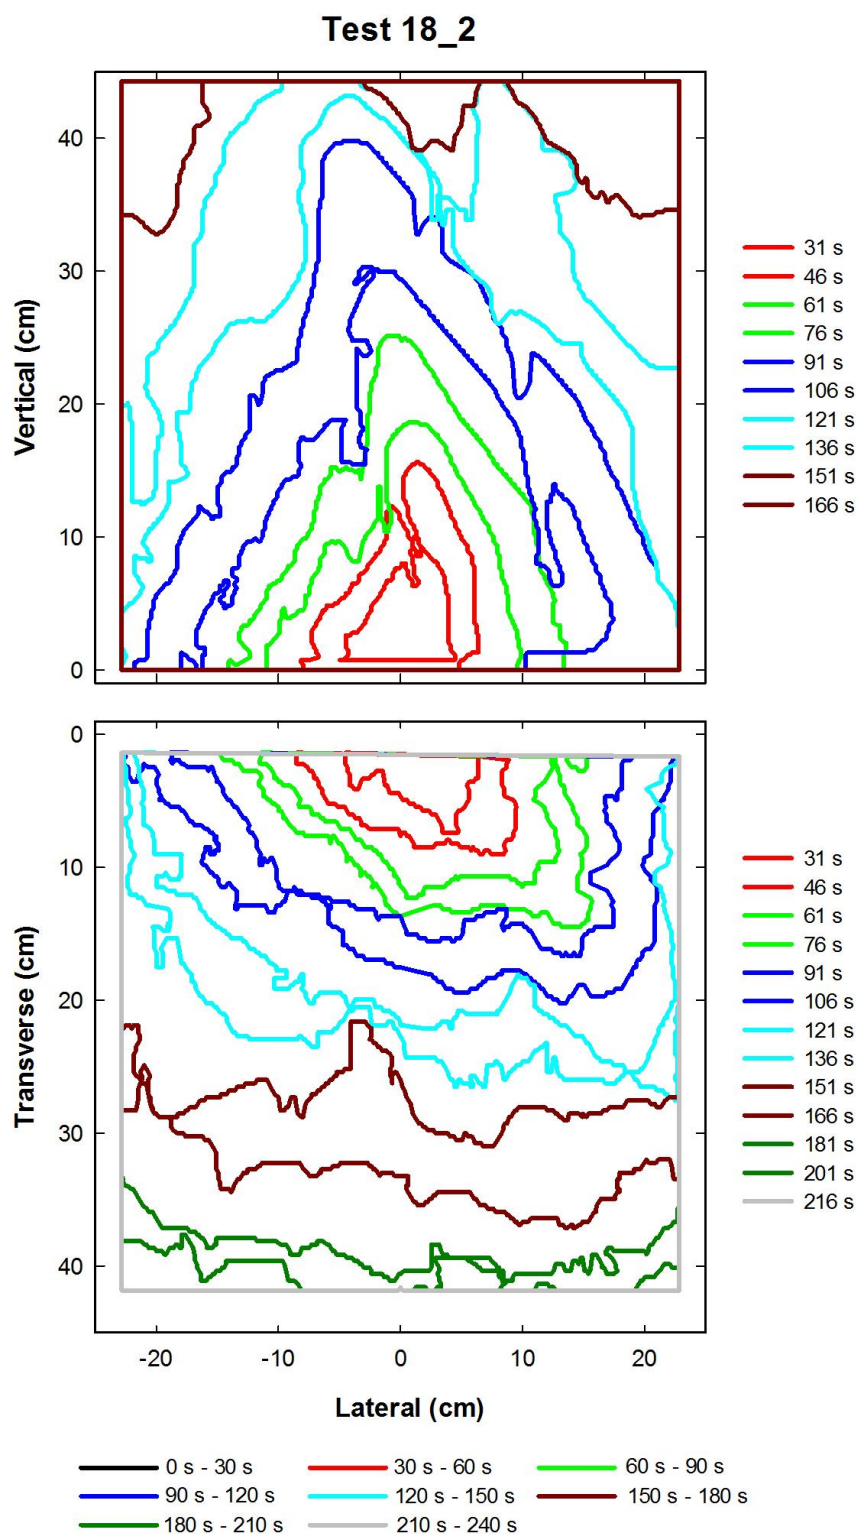 Test 18_2
Vertical (cm)
40
30
20
10
0
31 s
46 s
61 s
76 s
91 s
106 s
121 s
136 s
151 s
166 s
Transverse (cm)
0
10
20
30
40
-20 -10 0 10 20
Lateral (cm)
31 s
46 s
61 s
76 s
91 s
106 s
121 s
136 s
151 s
166 s
181 s
201 s
216 s
0 s - 30 s 30 s - 60 s 60 s - 90 s
90 s - 120 s 120 s - 150 s 150 s - 180 s
180 s - 210 s 210 s - 240 s